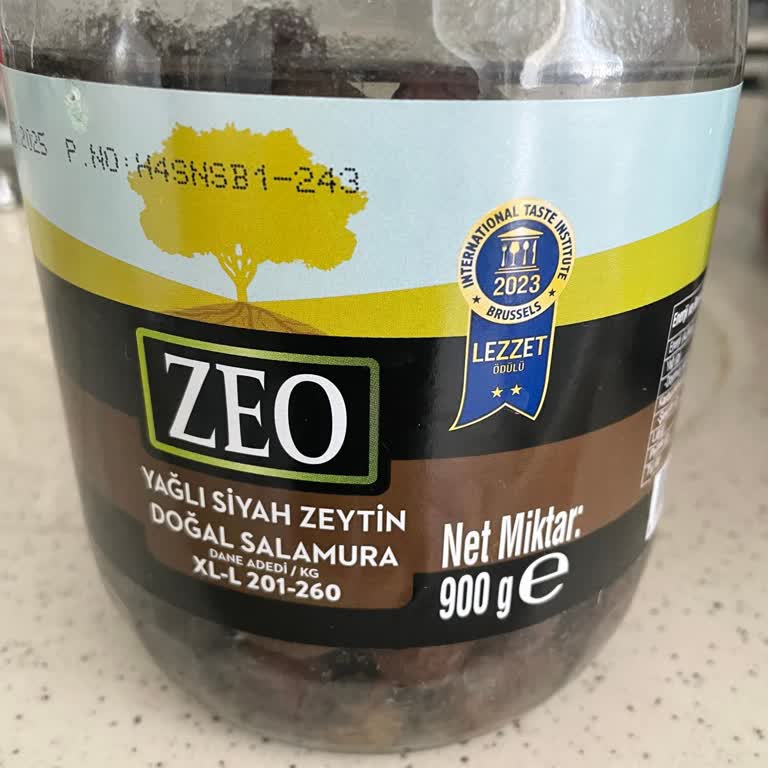 2025 P.NO:H4SNSB1-243
INTERNATIONAL TASTE INSTITUTE
2023
BRUSSELS
LEZZET
ÖDÜLÜ
ZEO
YAĞLI SİYAH ZEYTİN
DOĞAL SALAMURA
DANE ADEDİ / KG
XL-L 201-260
Net Miktar:
900 g e